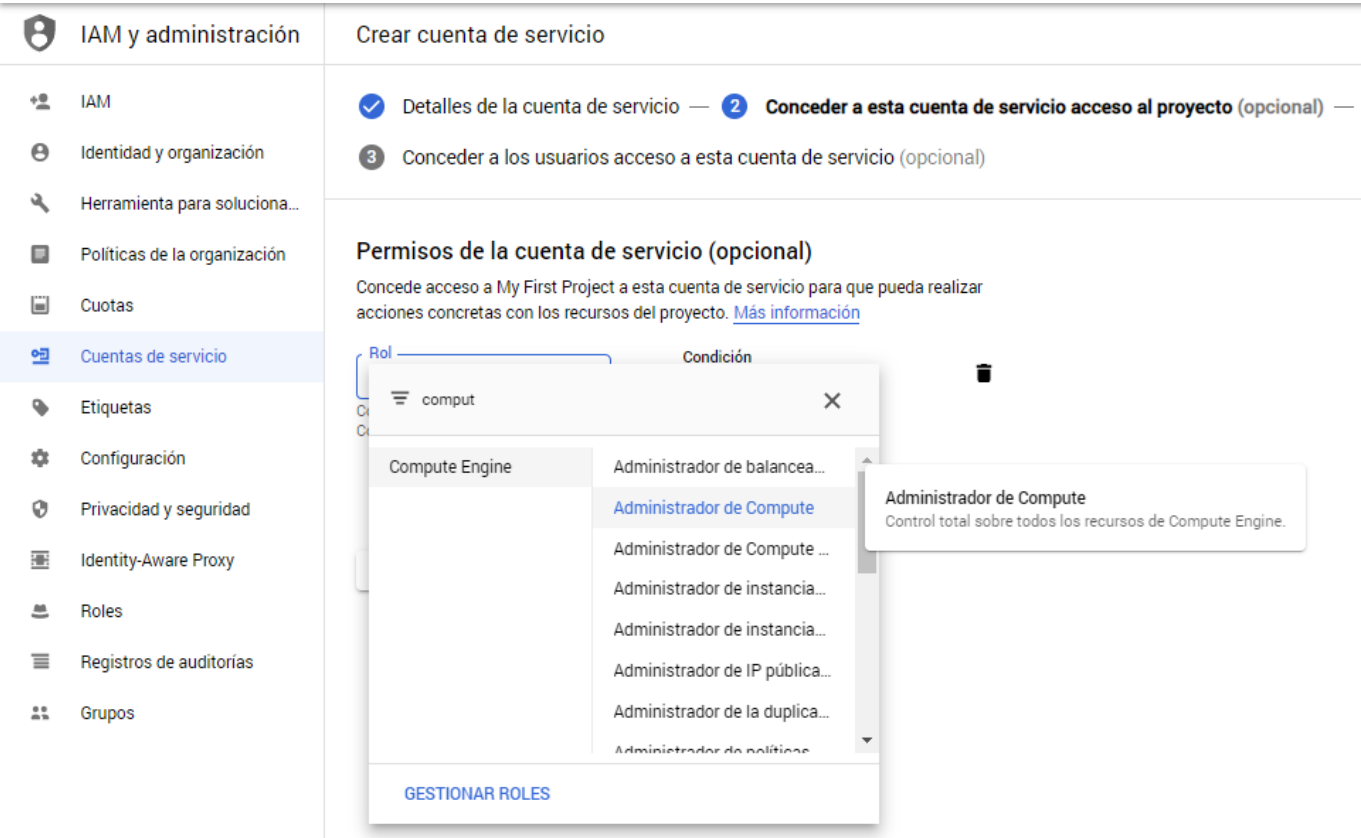 IAM y administración
Crear cuenta de servicio
IAM
Identidad y organización
Herramienta para soluciona...
Políticas de la organización
Cuotas
Cuentas de servicio
Etiquetas
Configuración
Privacidad y seguridad
Identity-Aware Proxy
Roles
Registros de auditorías
Grupos
Detalles de la cuenta de servicio — 2 Conceder a esta cuenta de servicio acceso al proyecto (opcional) —
3 Conceder a los usuarios acceso a esta cuenta de servicio (opcional)
Permisos de la cuenta de servicio (opcional)
Concede acceso a My First Project a esta cuenta de servicio para que pueda realizar
acciones concretas con los recursos del proyecto. Más información
Rol
Condición
comput
Compute Engine
Administrador de balancea...
Administrador de Compute
Administrador de Compute ...
Administrador de instancia...
Administrador de instancia...
Administrador de IP pública...
Administrador de la duplica...
Administrador de políticas
GESTIONAR ROLES
Administrador de Compute
Control total sobre todos los recursos de Compute Engine.